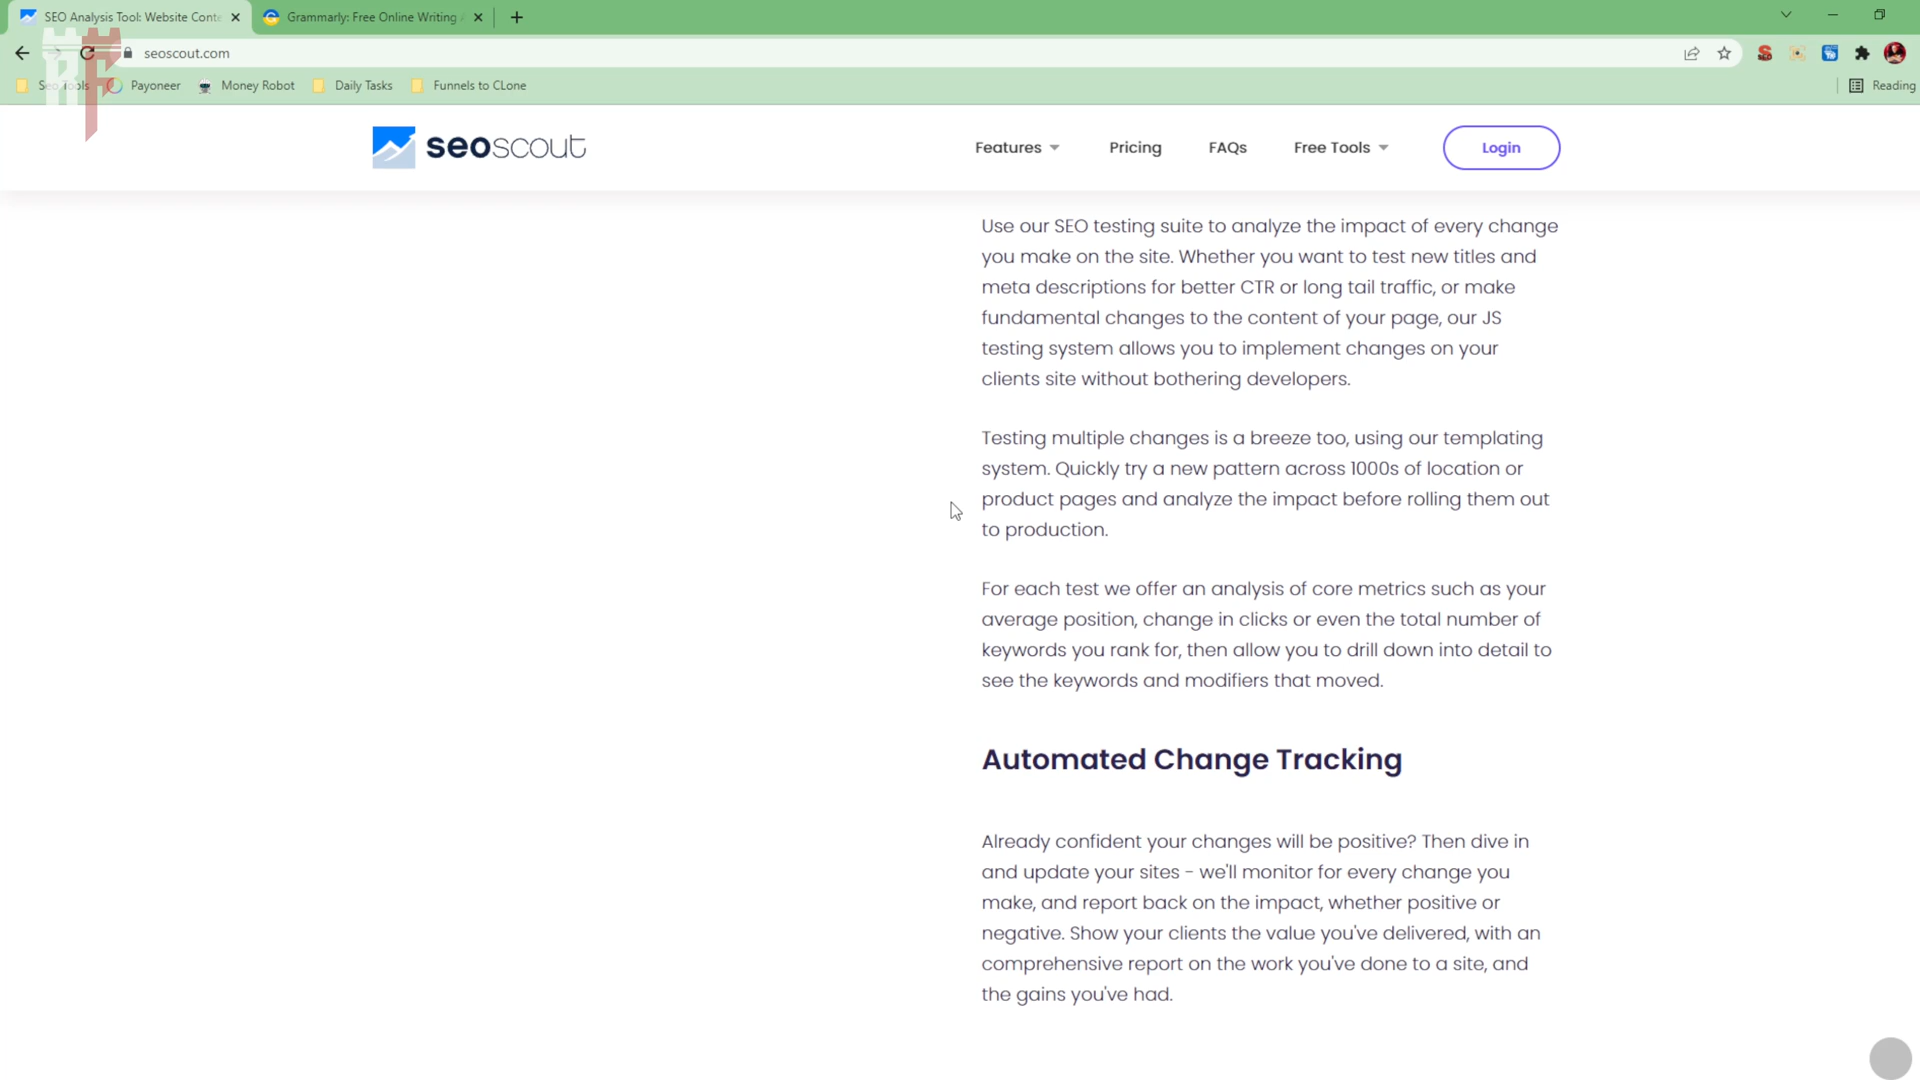 SEO Analysis Tool: Website Conte
Grammarly: Free Online Writing
seoscout.com
Seo Tools
Payoneer
Money Robot
Daily Tasks
Funnels to CLone
Reading
seoscout
Features
Pricing
FAQs
Free Tools
Login
Use our SEO testing suite to analyze the impact of every change
you make on the site. Whether you want to test new titles and
meta descriptions for better CTR or long tail traffic, or make
fundamental changes to the content of your page, our JS
testing system allows you to implement changes on your
clients site without bothering developers.
Testing multiple changes is a breeze too, using our templating
system. Quickly try a new pattern across 1000s of location or
product pages and analyze the impact before rolling them out
to production.
For each test we offer an analysis of core metrics such as your
average position, change in clicks or even the total number of
keywords you rank for, then allow you to drill down into detail to
see the keywords and modifiers that moved.
Automated Change Tracking
Already confident your changes will be positive? Then dive in
and update your sites - we'll monitor for every change you
make, and report back on the impact, whether positive or
negative. Show your clients the value you've delivered, with an
comprehensive report on the work you've done to a site, and
the gains you've had.